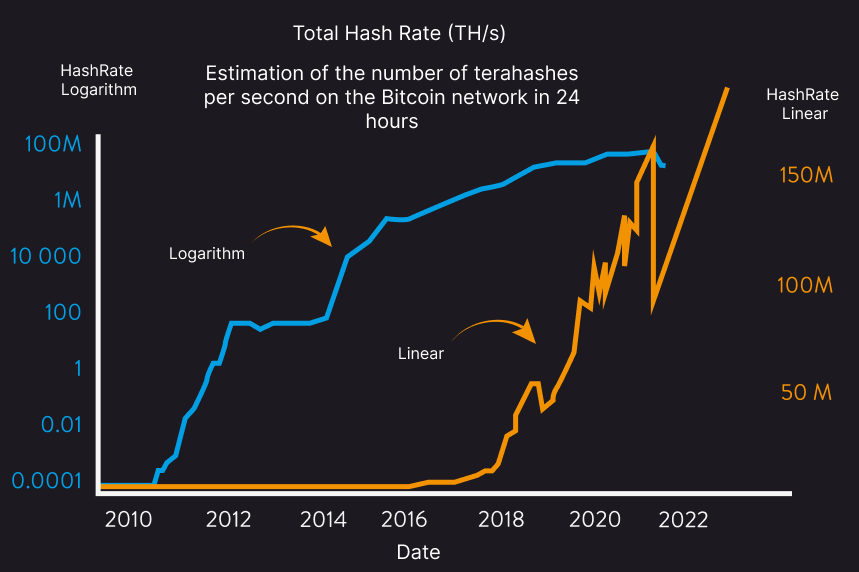 Total Hash Rate (TH/s)
HashRate
Logarithm
Estimation of the number of terahashes
per second on the Bitcoin network in 24
hours
HashRate
Linear
100M
1M
10 000
100
1
0.01
0.0001
150M
100M
50 M
Logarithm
Linear
2010 2012 2014 2016 2018 2020 2022
Date